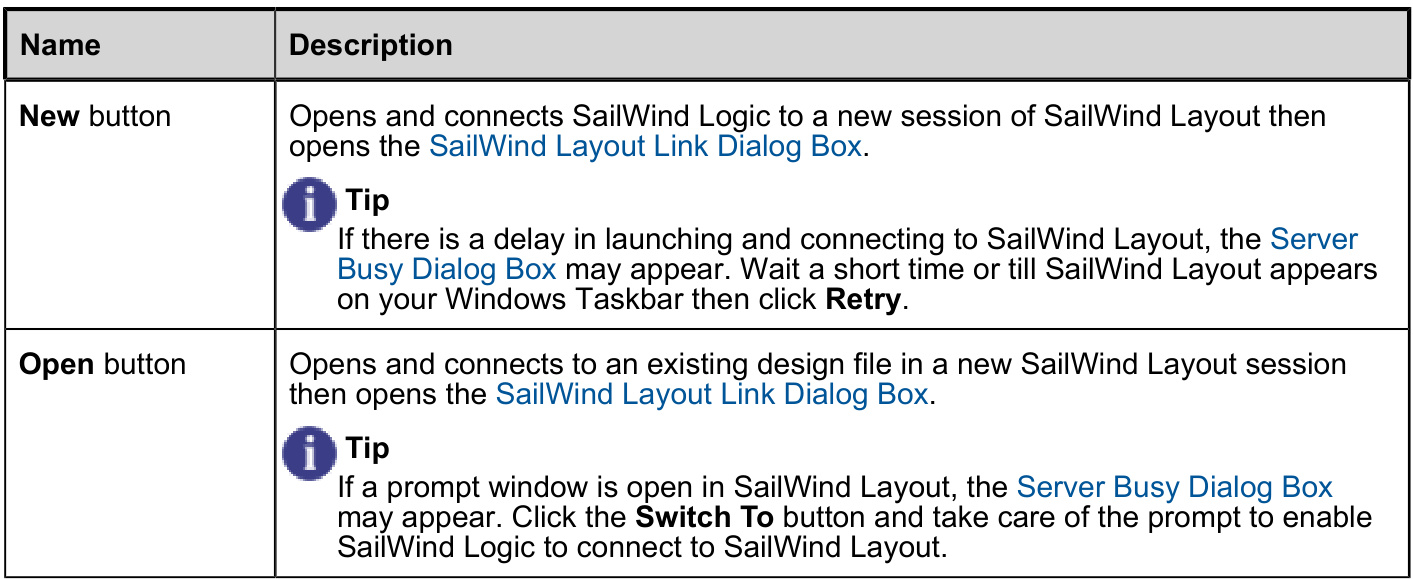 Name
Description
New button
Opens and connects SailWind Logic to a new session of SailWind Layout then
opens the SailWind Layout Link Dialog Box.
Tip
If there is a delay in launching and connecting to SailWind Layout, the Server
Busy Dialog Box may appear. Wait a short time or till SailWind Layout appears
on your Windows Taskbar then click Retry.
Open button
Opens and connects to an existing design file in a new SailWind Layout session
then opens the SailWind Layout Link Dialog Box.
Tip
If a prompt window is open in SailWind Layout, the Server Busy Dialog Box
may appear. Click the Switch To button and take care of the prompt to enable
SailWind Logic to connect to SailWind Layout.